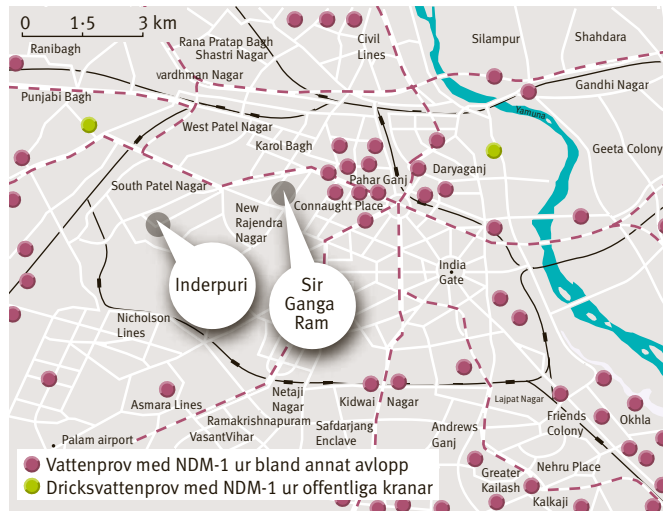 0 1·5 3 km
Ranibagh
Rana Pratap Bagh
Shastri Nagar
vardhman Nagar
Civil
Lines
Silampur
Shahdara
Gandhi Nagar
Punjabi Bagh
West Patel Nagar
Yamuna
Karol Bagh
Geeta Colony
South Patel Nagar
Pahar Ganj
Daryaganj
New
Rajendra
Nagar
Connaught Place
Inderpuri
Sir
Ganga
Ram
India
Gate
Nicholson
Lines
Asmara Lines
Netaji
Nagar
Kidwai Nagar
Lajpat Nagar
Friends
Colony
Okhla
Ramakrishnapuram
VasantVihar
Safdarjang
Enclave
Andrews
Ganj
Palam airport
Greater
Kailash
Nehru Place
Kalkaji
Vattenprov med NDM-1 ur bland annat avlopp
Dricksvattenprov med NDM-1 ur offentliga kranar